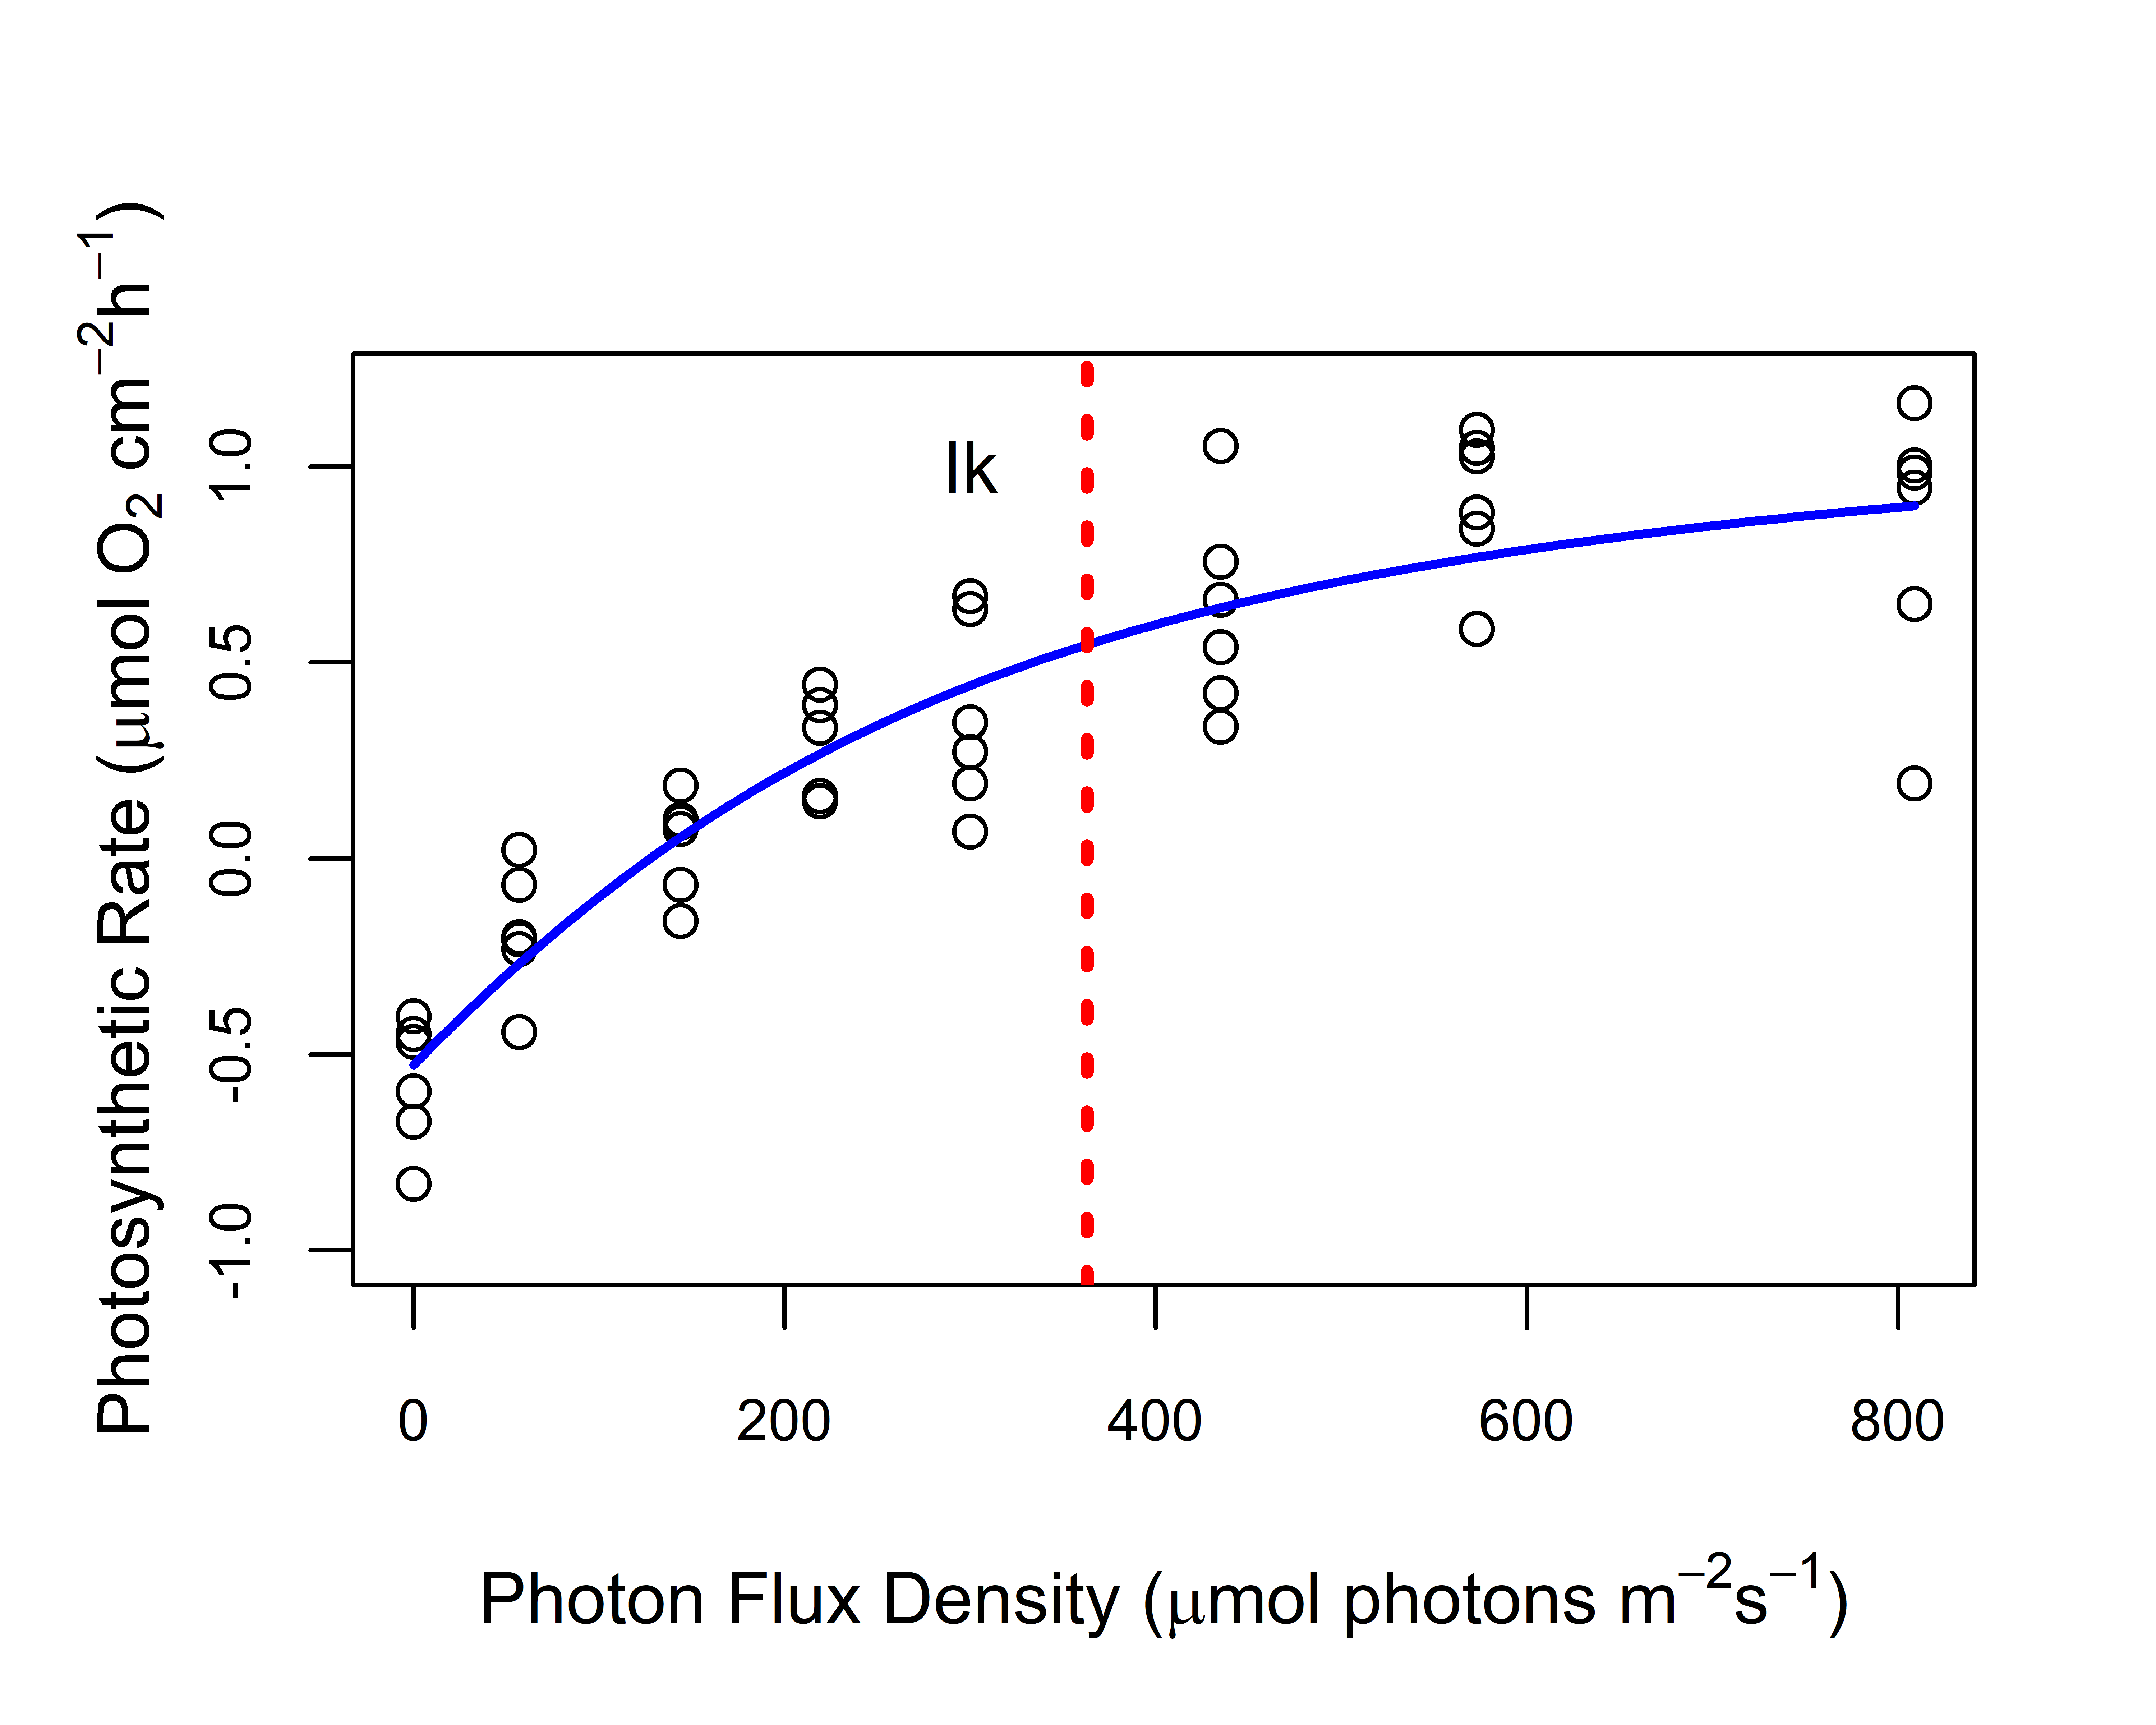 Photosynthetic Rate (μmol O₂ cm⁻²h⁻¹)
1.0
0.5
0.0
-0.5
-1.0
Ik
0 200 400 600 800
Photon Flux Density (μmol photons m⁻²s⁻¹)